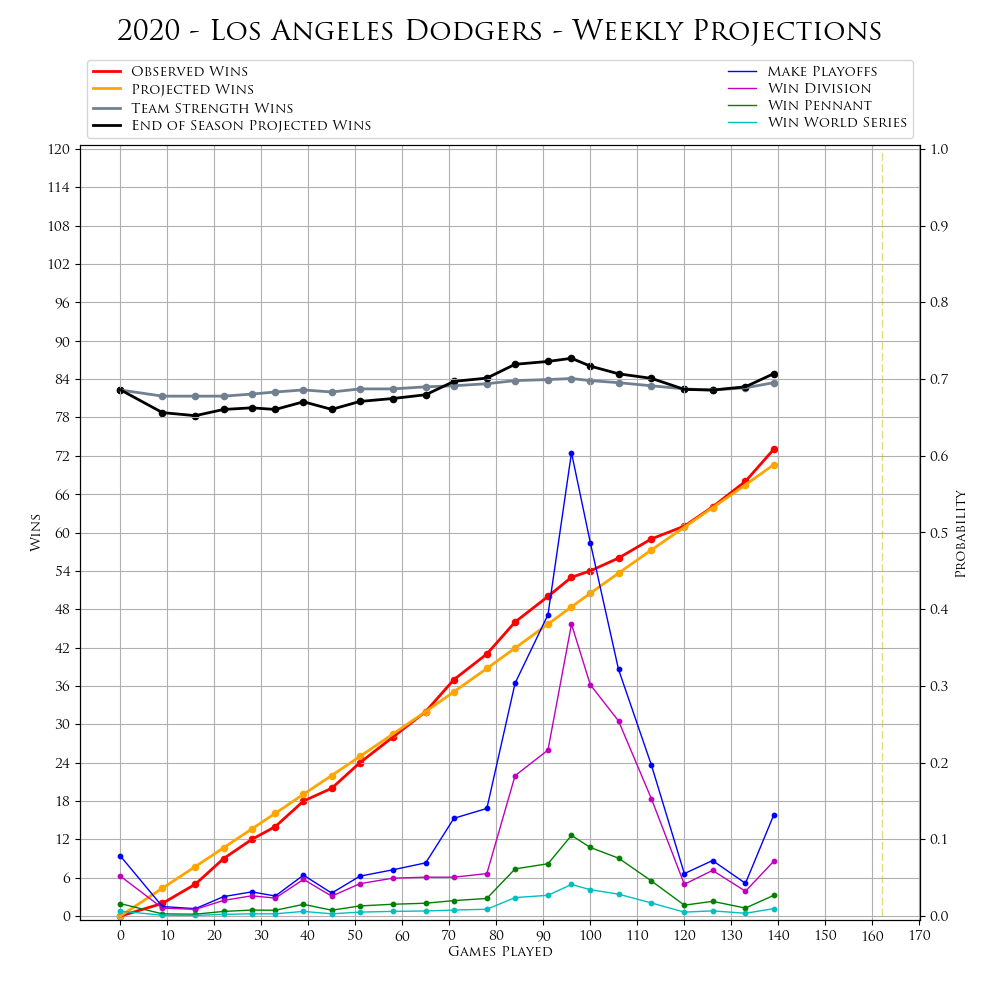 2020 - Los Angeles Dodgers - Weekly Projections
Observed Wins
Projected Wins
Team Strength Wins
End of Season Projected Wins
Make Playoffs
Win Division
Win Pennant
Win World Series
120
114
108
102
96
90
84
78
72
66
60
54
48
42
36
30
24
18
12
6
0
Wins
1.0
0.9
0.8
0.7
0.6
0.5
0.4
0.3
0.2
0.1
0.0
Probability
0 10 20 30 40 50 60 70 80 90 100 110 120 130 140 150 160 170
Games Played